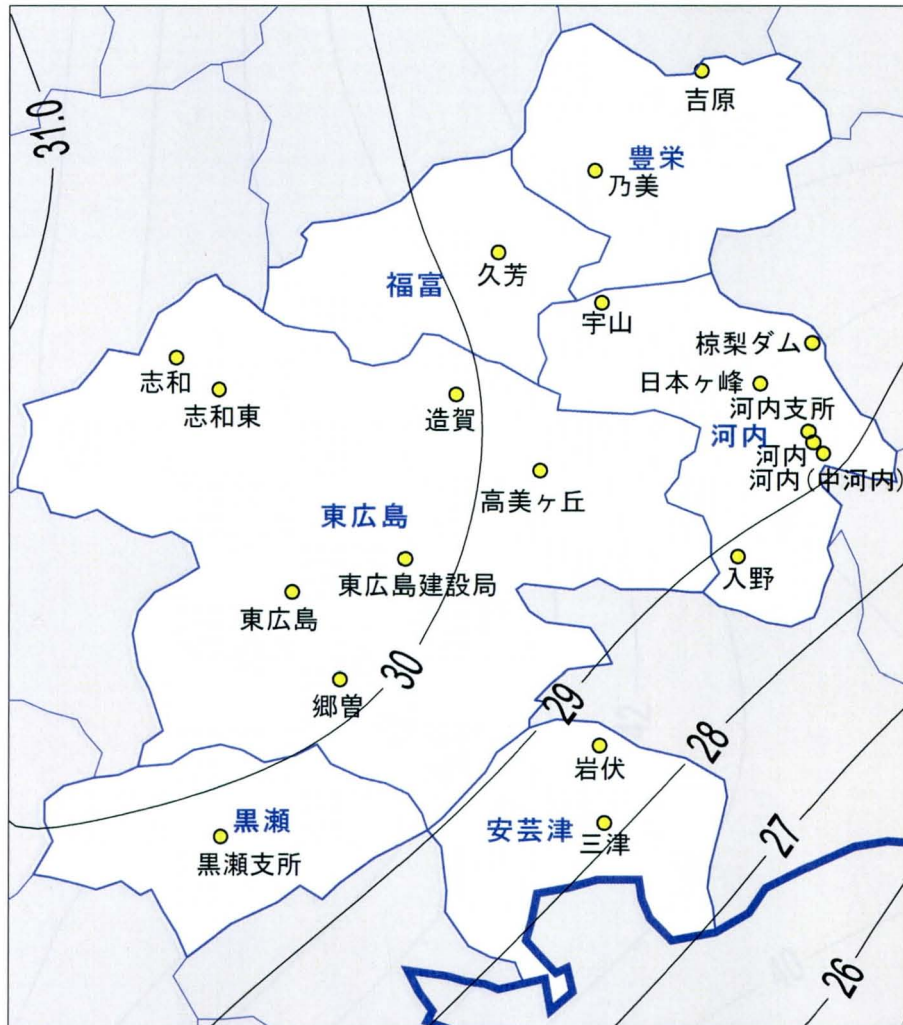 31.0
吉原
豊栄
乃美
久芳
福富
宇山
椋梨ダム
志和
日本ヶ峰
志和東
造賀
河内支所
河内
河内
河内(中河内)
高美ヶ丘
東広島
東広島建設局
入野
東広島
30
郷曽
29
28
岩伏
27
黒瀬
安芸津
三津
黒瀬支所
26